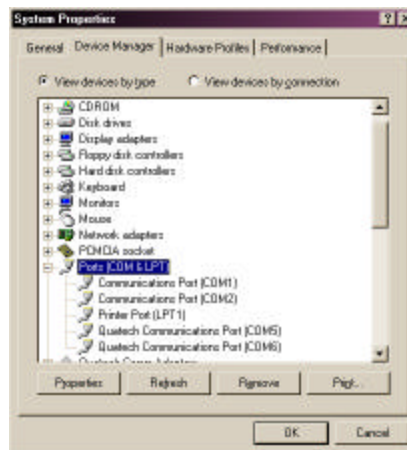 System Properties
General Device Manager Hardware Profiles Performance
View devices by type View devices by connection
CDROM
Disk drives
Display adapters
Floppy disk controllers
Hard disk controllers
Keyboard
Monitors
Mouse
Network adapters
PCMCIA socket
Ports (COM & LPT)
Communications Port (COM1)
Communications Port (COM2)
Printer Port (LPT1)
Quatech Communications Port (COM5)
Quatech Communications Port (COM6)
Properties Refresh Remove Print...
OK Cancel